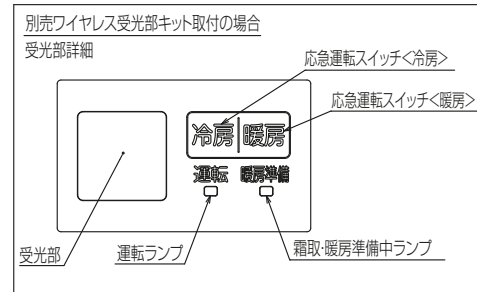 別売ワイヤレス受光部キット取付の場合
受光部詳細
応急運転スイッチ<冷房>
応急運転スイッチ<暖房>
冷房 暖房
運転 暖房準備
受光部
運転ランプ
霜取・暖房準備中ランプ